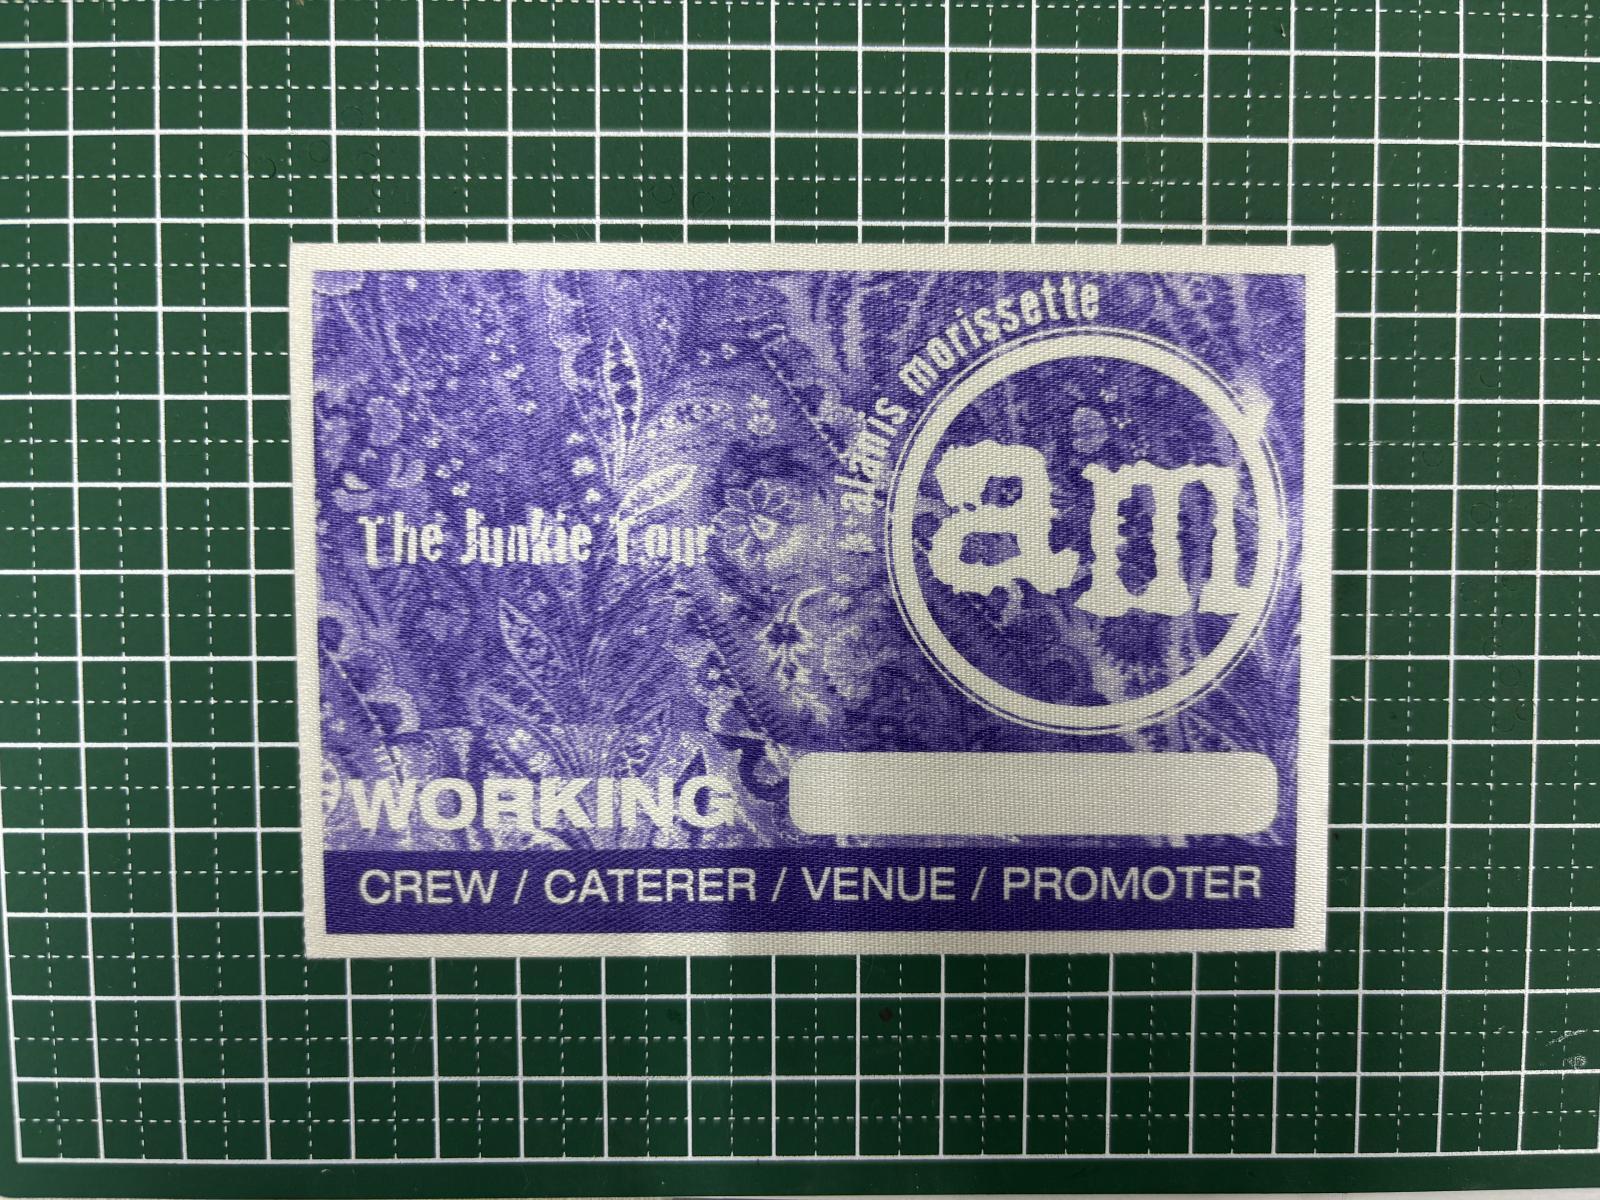 alanis morissette
am
The Junkie Tour
WORKING
CREW / CATERER / VENUE / PROMOTER